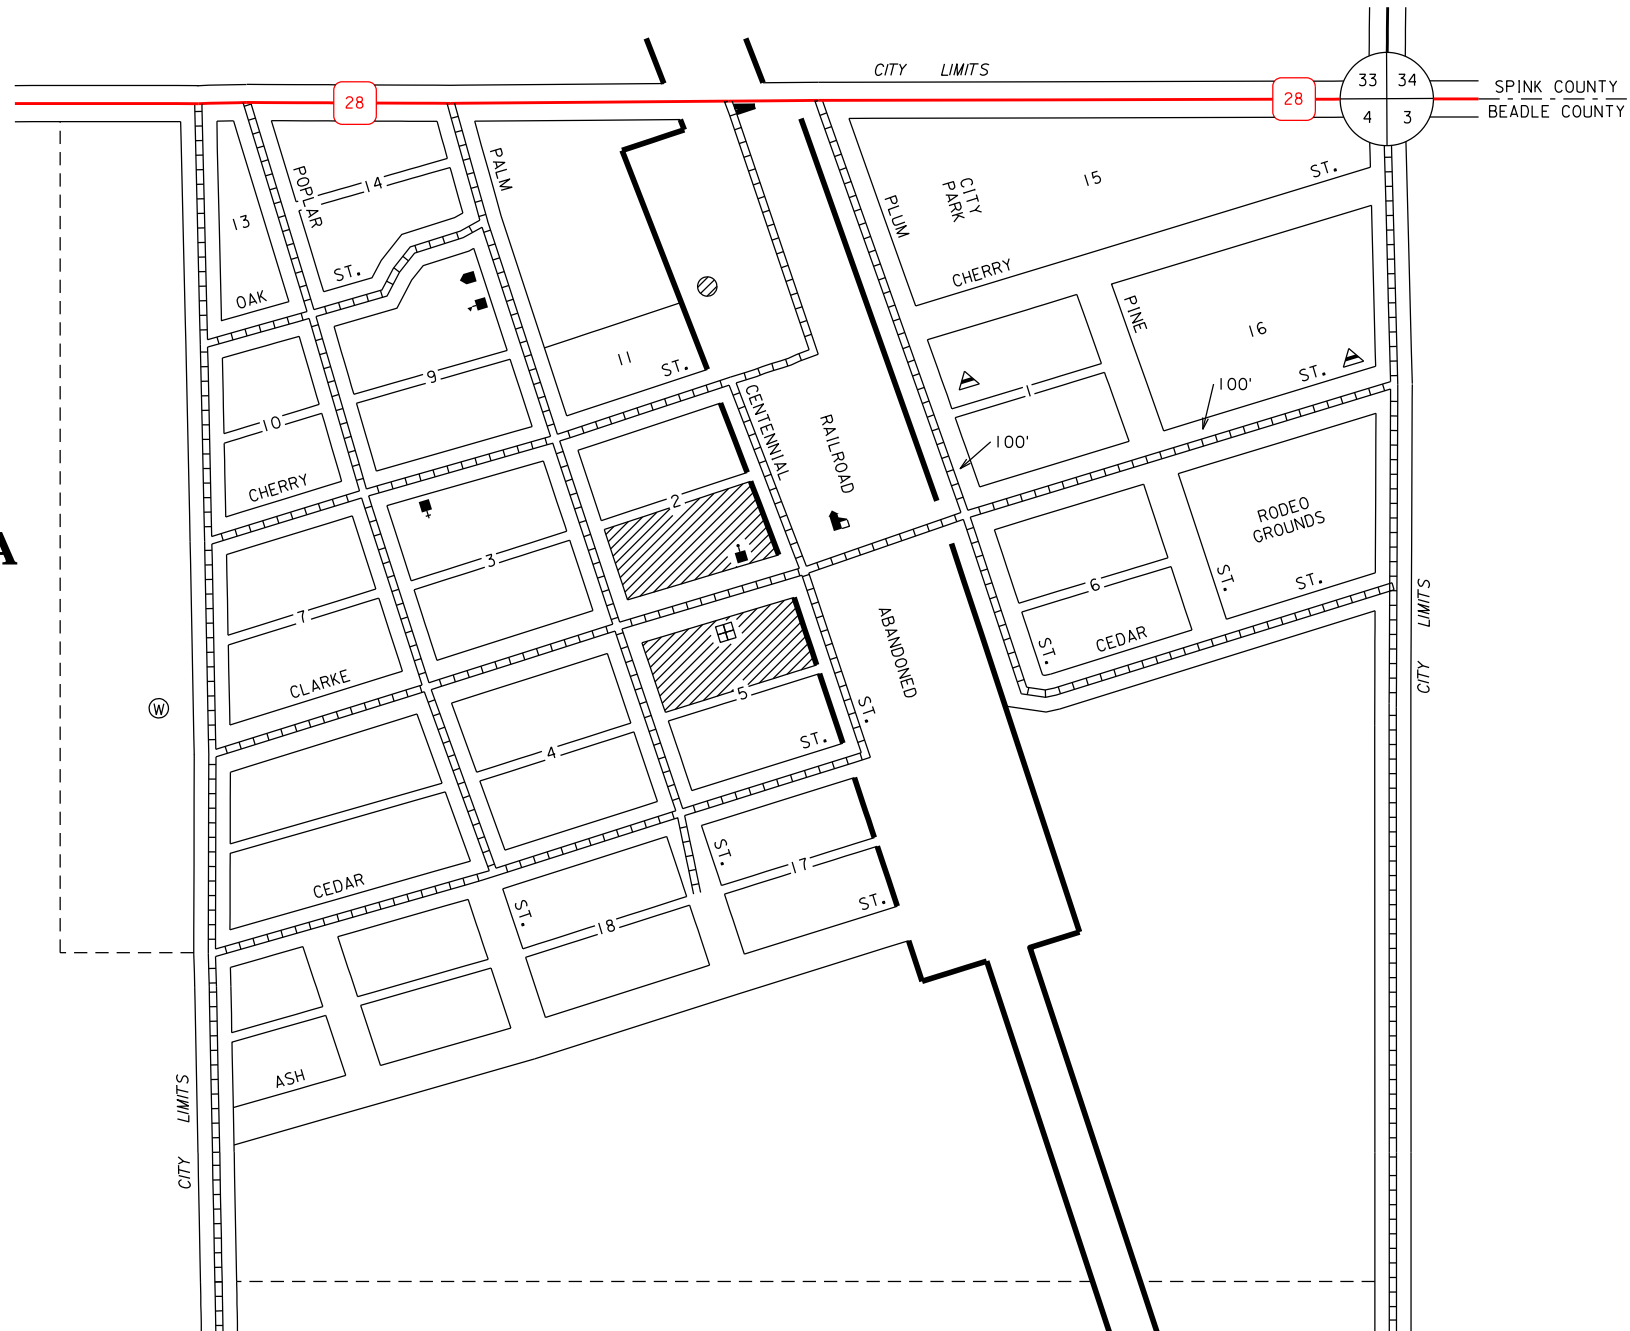 CITY LIMITS
33 34
4 3
SPINK COUNTY
BEADLE COUNTY
28
28
POPLAR
PALM
14
13
OAK
ST.
PLUM
CITY
PARK
15
ST.
CHERRY
PINE
16
ST.
100'
11
ST.
9
10
CHERRY
CENTENNIAL
RAILROAD
1
100'
2
3
RODEO
GROUNDS
ST.
ST.
6
CEDAR
ST.
A
7
CLARKE
ABANDONED
CITY LIMITS
W
5
ST.
ST.
4
CEDAR
ST.
17
ST.
ST.
18
ASH
CITY LIMITS